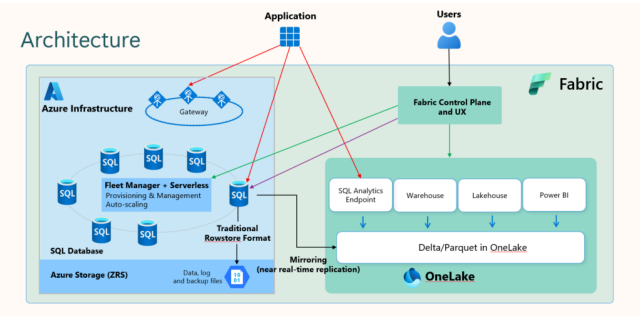 Architecture
Application
Users
Azure Infrastructure
Gateway
Fabric
Fabric Control Plane
and UX
SQL
SQL
SQL
SQL
SQL
SQL
SQL
Fleet Manager + Serverless
Provisioning & Management
Auto-scaling
SQL Database
Traditional
Rowstore Format
SQL Analytics
Endpoint
Warehouse
Lakehouse
Power BI
Delta/Parquet in OneLake
Mirroring
(near real-time replication)
OneLake
Azure Storage (ZRS)
Data, log
and backup files
10
01